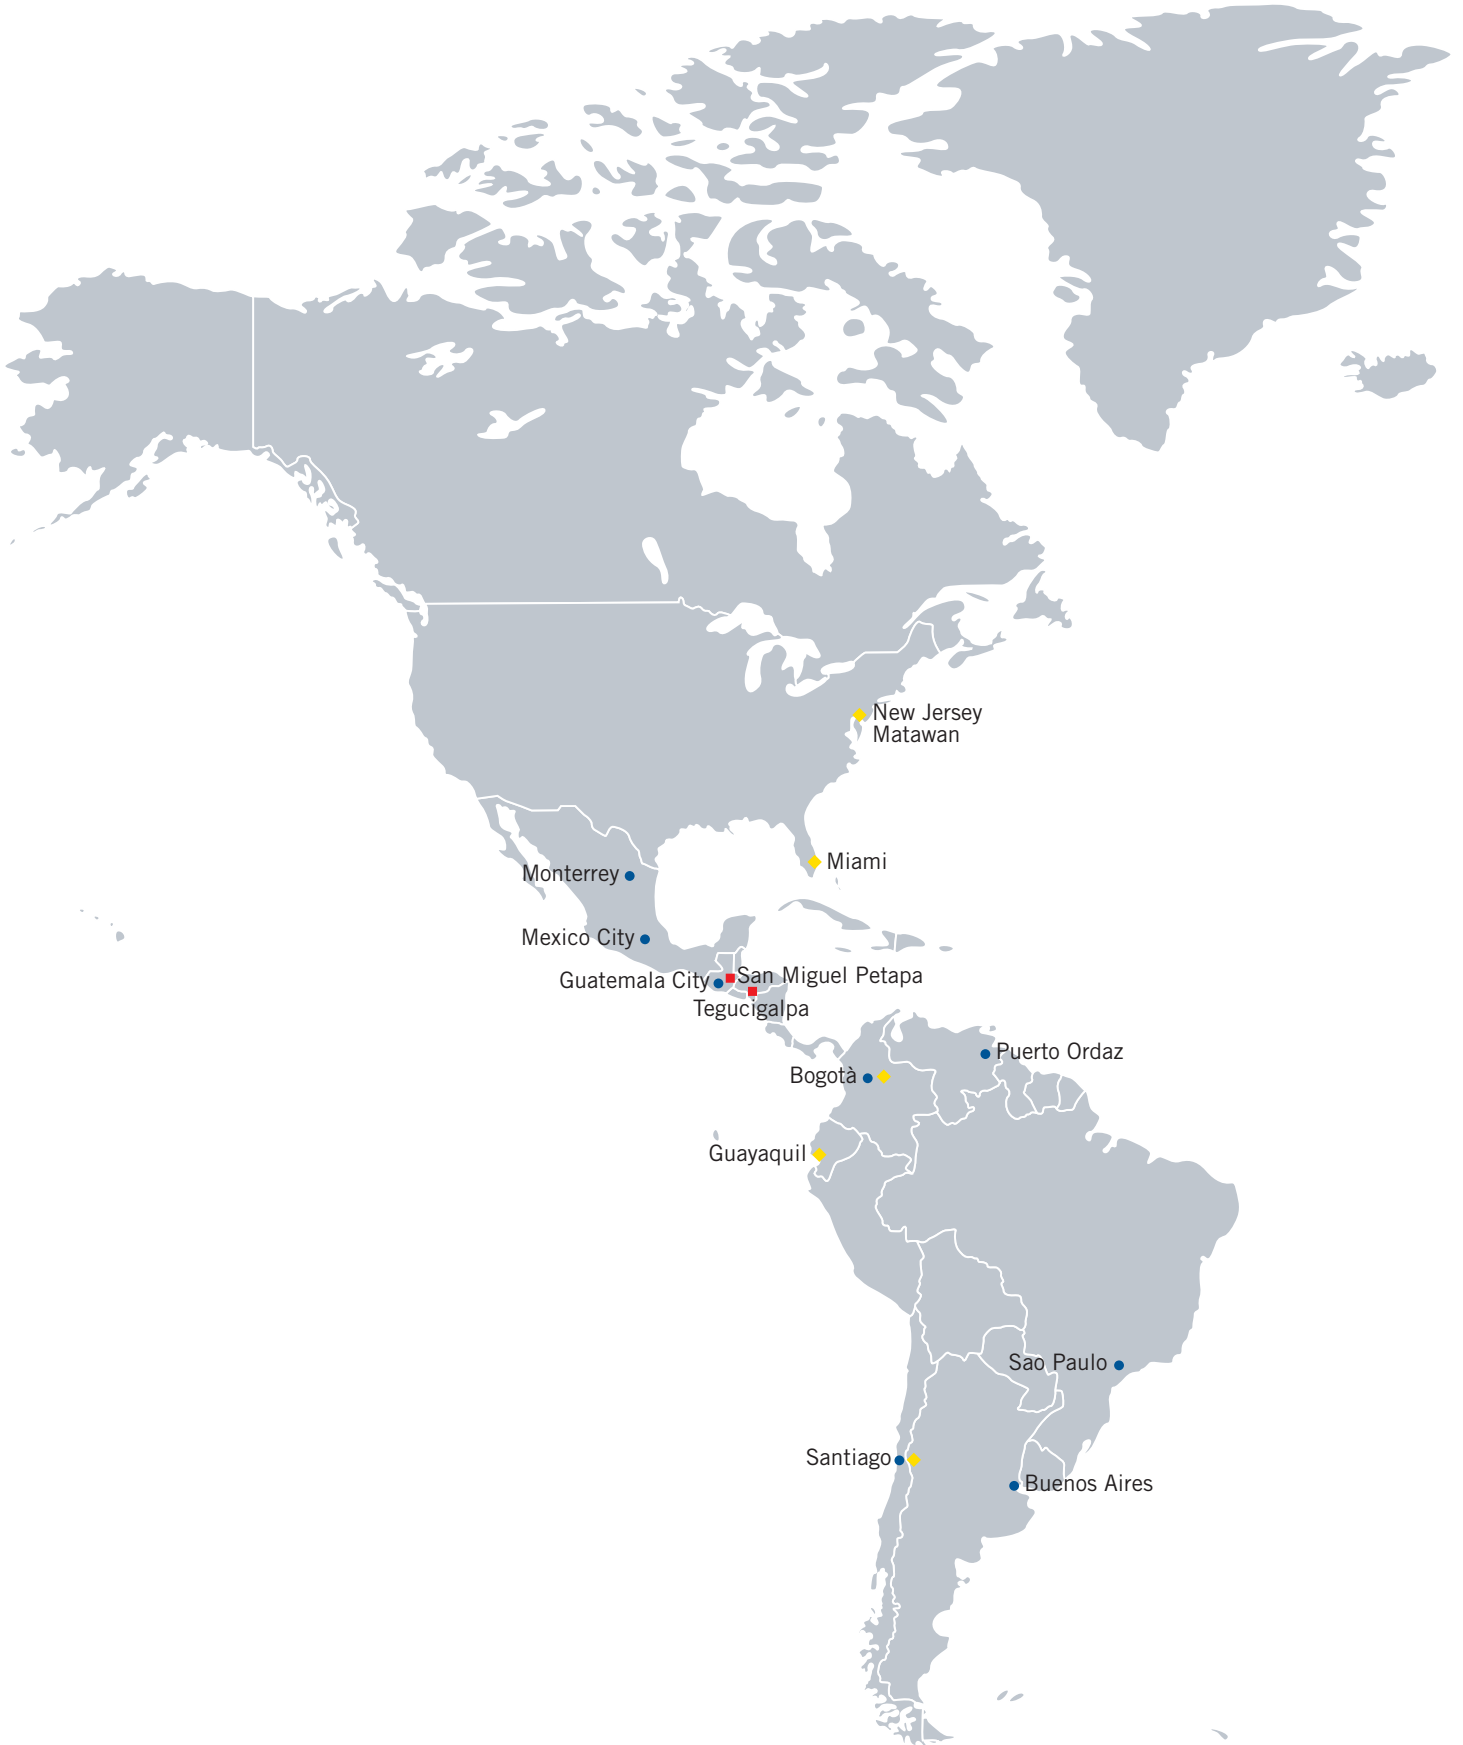 New Jersey
Matawan
Miami
Monterrey
Mexico City
Guatemala City
San Miguel Petapa
Tegucigalpa
Puerto Ordaz
Bogotà
Guayaquil
Sao Paulo
Santiago
Buenos Aires